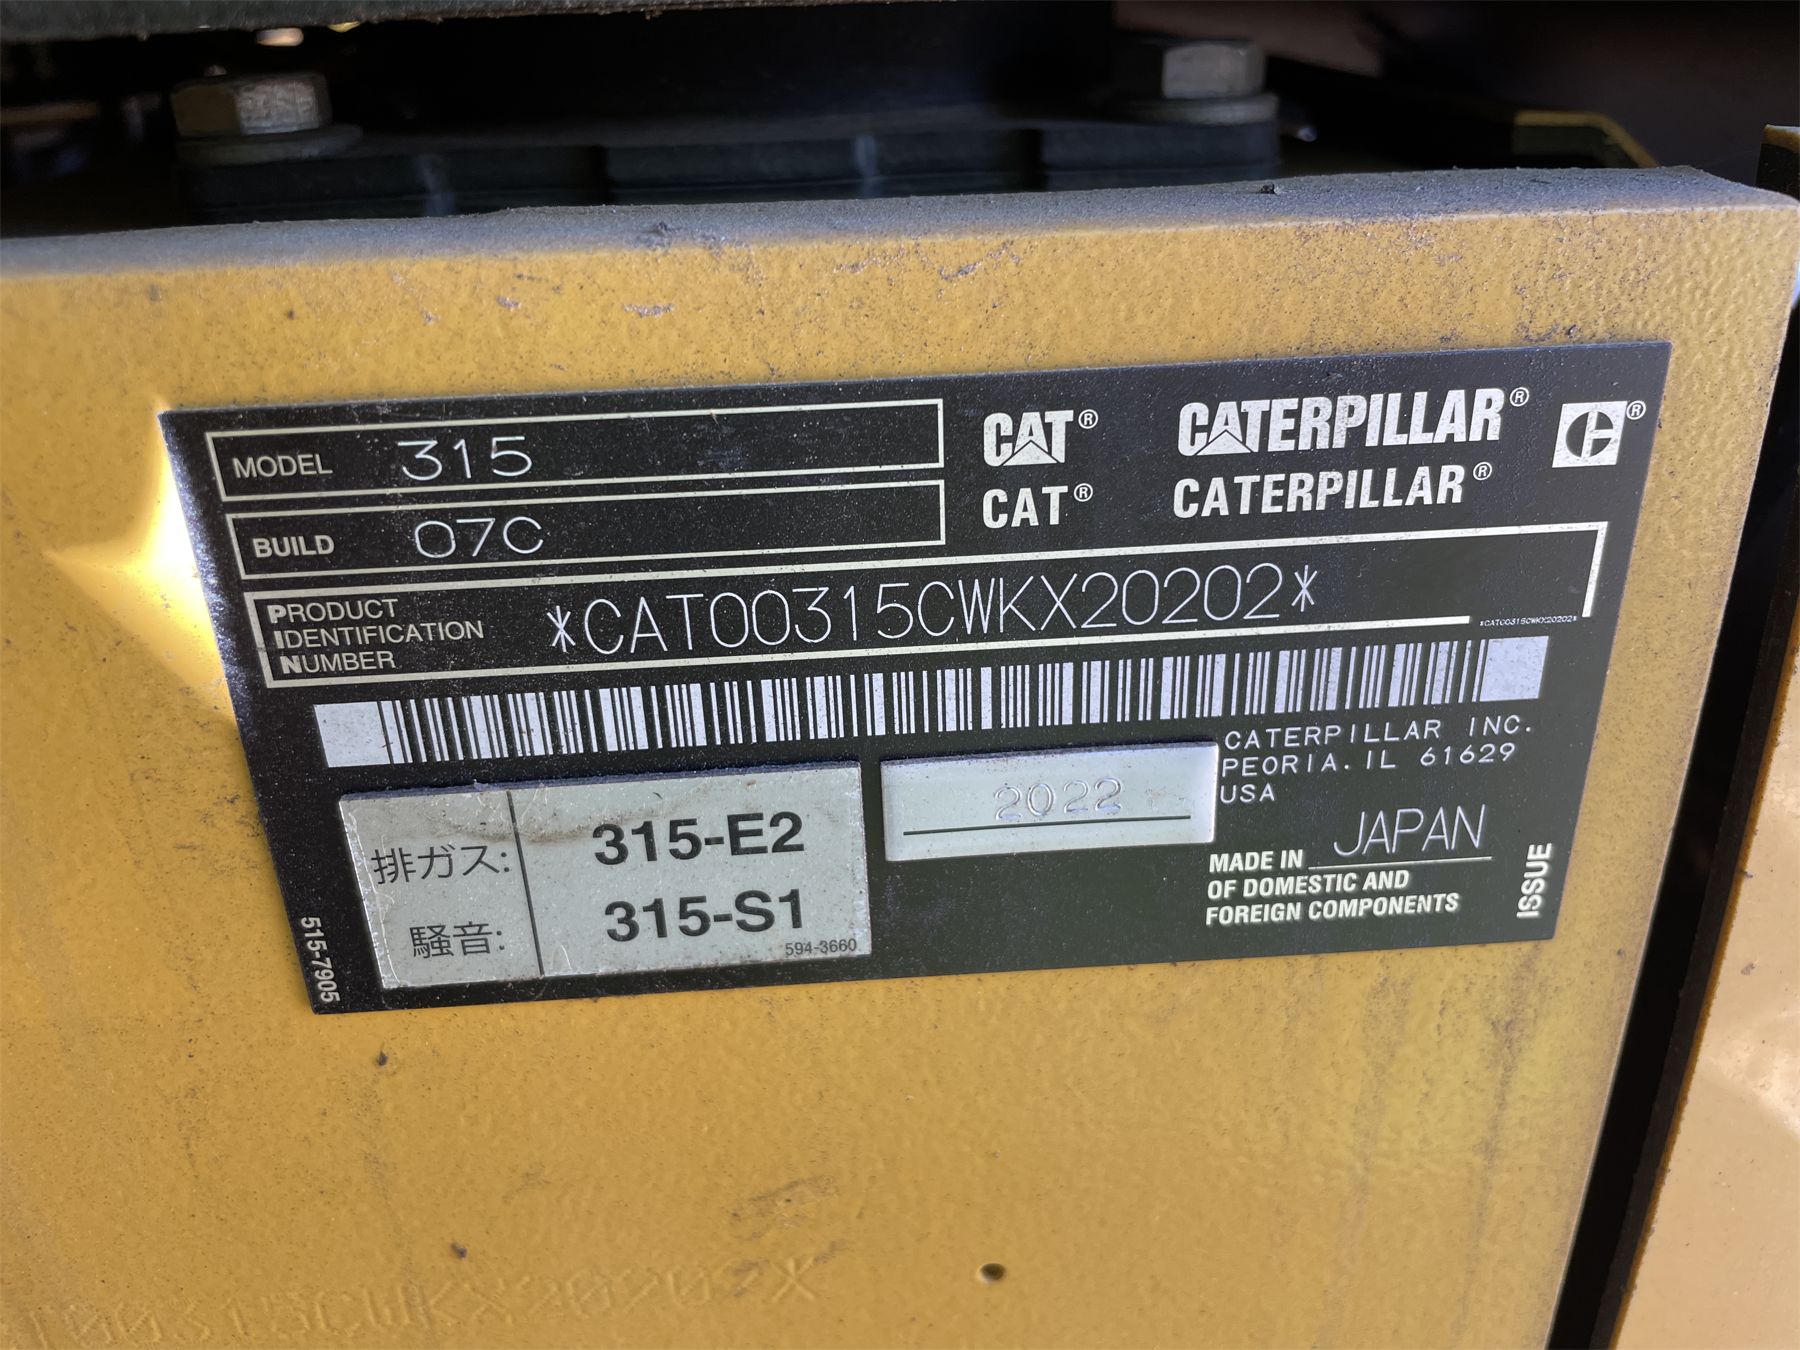 MODEL 315
BUILD 07C
CAT® CATERPILLAR® ®
CAT® CATERPILLAR®
PRODUCT
IDENTIFICATION
NUMBER
*CAT00315CWKX20202*
*CAT00315CWKX20202*
CATERPILLAR INC.
PEORIA. IL 61629
USA
2022
排ガス: 315-E2
騒音: 315-S1
594-3660
MADE IN JAPAN
OF DOMESTIC AND
FOREIGN COMPONENTS
ISSUE
515-7905
T00315CWKX20202*